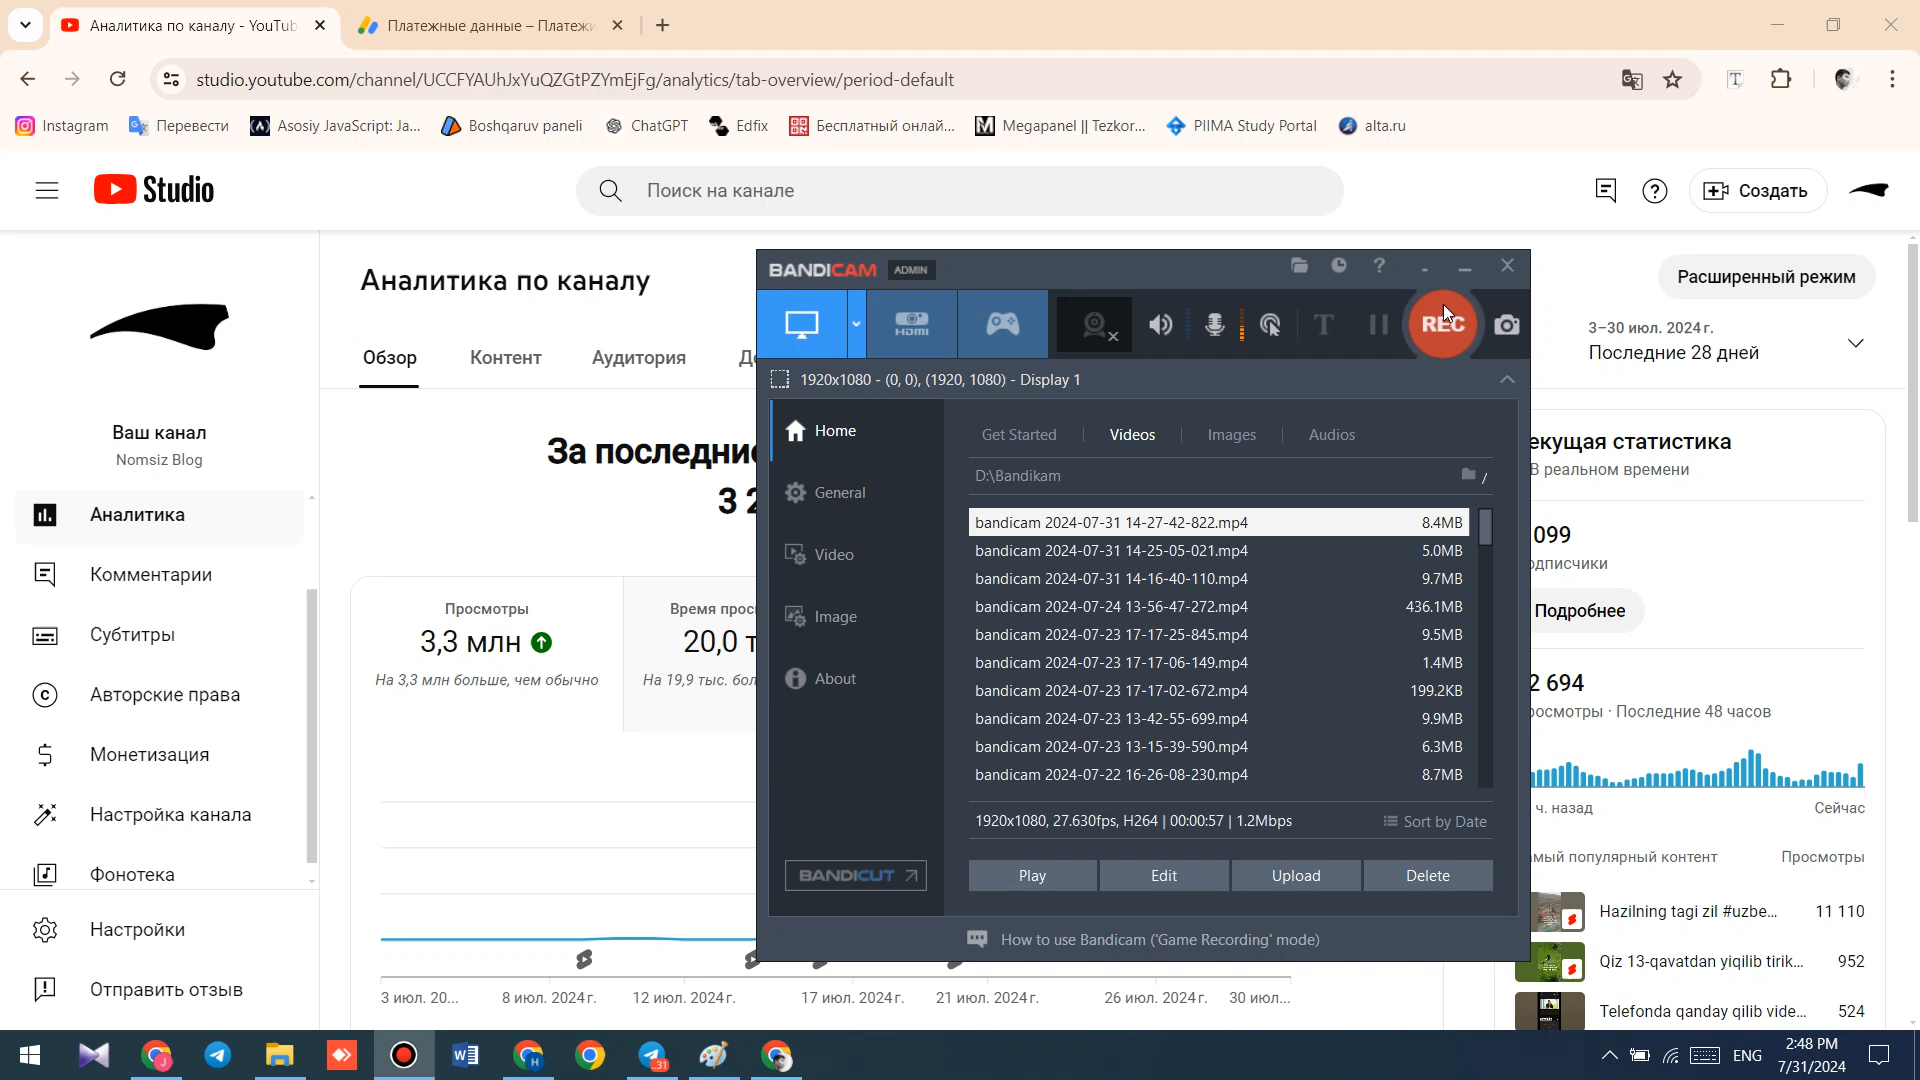 Аналитика по каналу - YouTub
Платежные данные – Платежи
studio.youtube.com/channel/UCCFYAUhJxYuQZGtPZYmEjFg/analytics/tab-overview/period-default
Instagram
Перевести
Asosiy JavaScript: Ja...
Boshqaruv paneli
ChatGPT
Edfix
Бесплатный онлай...
Megapanel || Tezkor...
PIIMA Study Portal
alta.ru
Studio
Поиск на канале
Создать
Ваш канал
Nomsiz Blog
Аналитика
Комментарии
Субтитры
Авторские права
Монетизация
Настройка канала
Фонотека
Настройки
Отправить отзыв
Аналитика по каналу
Расширенный режим
Обзор
Контент
Аудитория
3–30 июл. 2024 г.
Последние 28 дней
За последние
3 2
Просмотры
3,3 млн
На 3,3 млн больше, чем обычно
Время прос
20,0 т
На 19,9 тыс. бол
3 июл. 20...
8 июл. 2024 г.
12 июл. 2024 г.
17 июл. 2024 г.
21 июл. 2024 г.
26 июл. 2024 г.
30 июл...
BANDICAM ADMIN
HDMI
T
REC
1920x1080 - (0, 0), (1920, 1080) - Display 1
Home
General
Video
Image
About
BANDICUT
Get Started
Videos
Images
Audios
D:\Bandikam
/
bandicam 2024-07-31 14-27-42-822.mp4 8.4MB
bandicam 2024-07-31 14-25-05-021.mp4 5.0MB
bandicam 2024-07-31 14-16-40-110.mp4 9.7MB
bandicam 2024-07-24 13-56-47-272.mp4 436.1MB
bandicam 2024-07-23 17-17-25-845.mp4 9.5MB
bandicam 2024-07-23 17-17-06-149.mp4 1.4MB
bandicam 2024-07-23 17-17-02-672.mp4 199.2KB
bandicam 2024-07-23 13-42-55-699.mp4 9.9MB
bandicam 2024-07-23 13-15-39-590.mp4 6.3MB
bandicam 2024-07-22 16-26-08-230.mp4 8.7MB
1920x1080, 27.630fps, H264 | 00:00:57 | 1.2Mbps
Sort by Date
Play
Edit
Upload
Delete
How to use Bandicam ('Game Recording' mode)
екущая статистика
В реальном времени
099
одписчики
Подробнее
2 694
росмотры · Последние 48 часов
ч. назад
Сейчас
мый популярный контент
Просмотры
Hazilning tagi zil #uzbe... 11 110
Qiz 13-qavatdan yiqilib tirik... 952
Telefonda qanday qilib vide... 524
31
ENG
2:48 PM
7/31/2024